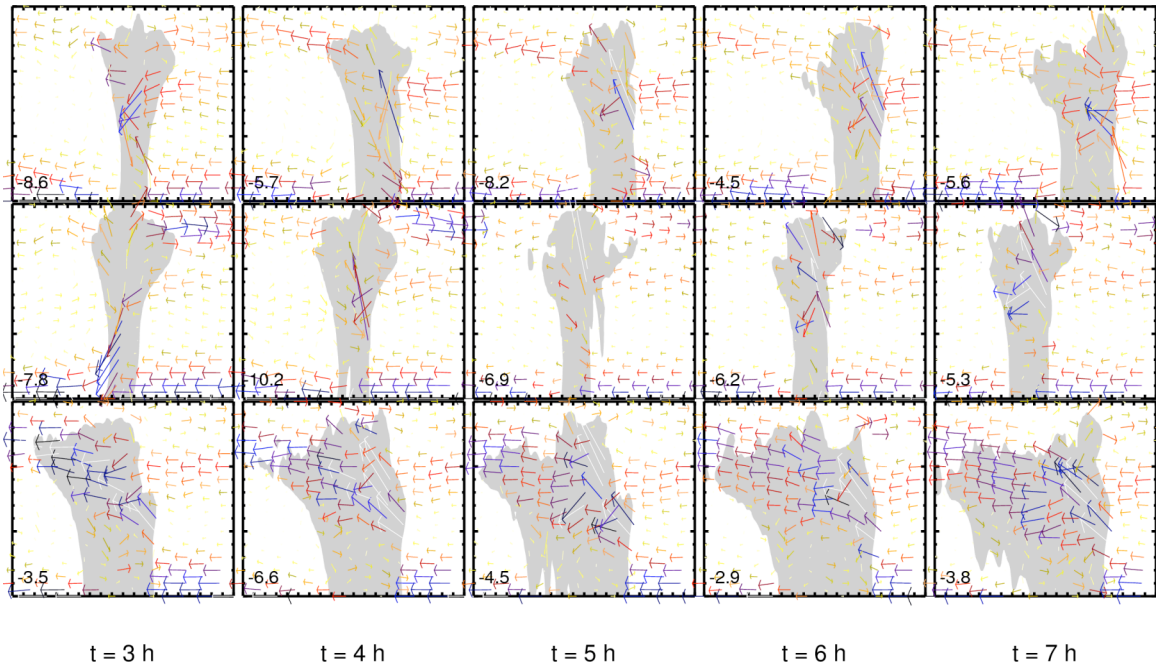 -8.6 -5.7 -8.2 -4.5 -5.6
-7.8 -10.2 -6.9 -6.2 -5.3
-3.5 -6.6 -4.5 -2.9 -3.8
t = 3 h t = 4 h t = 5 h t = 6 h t = 7 h